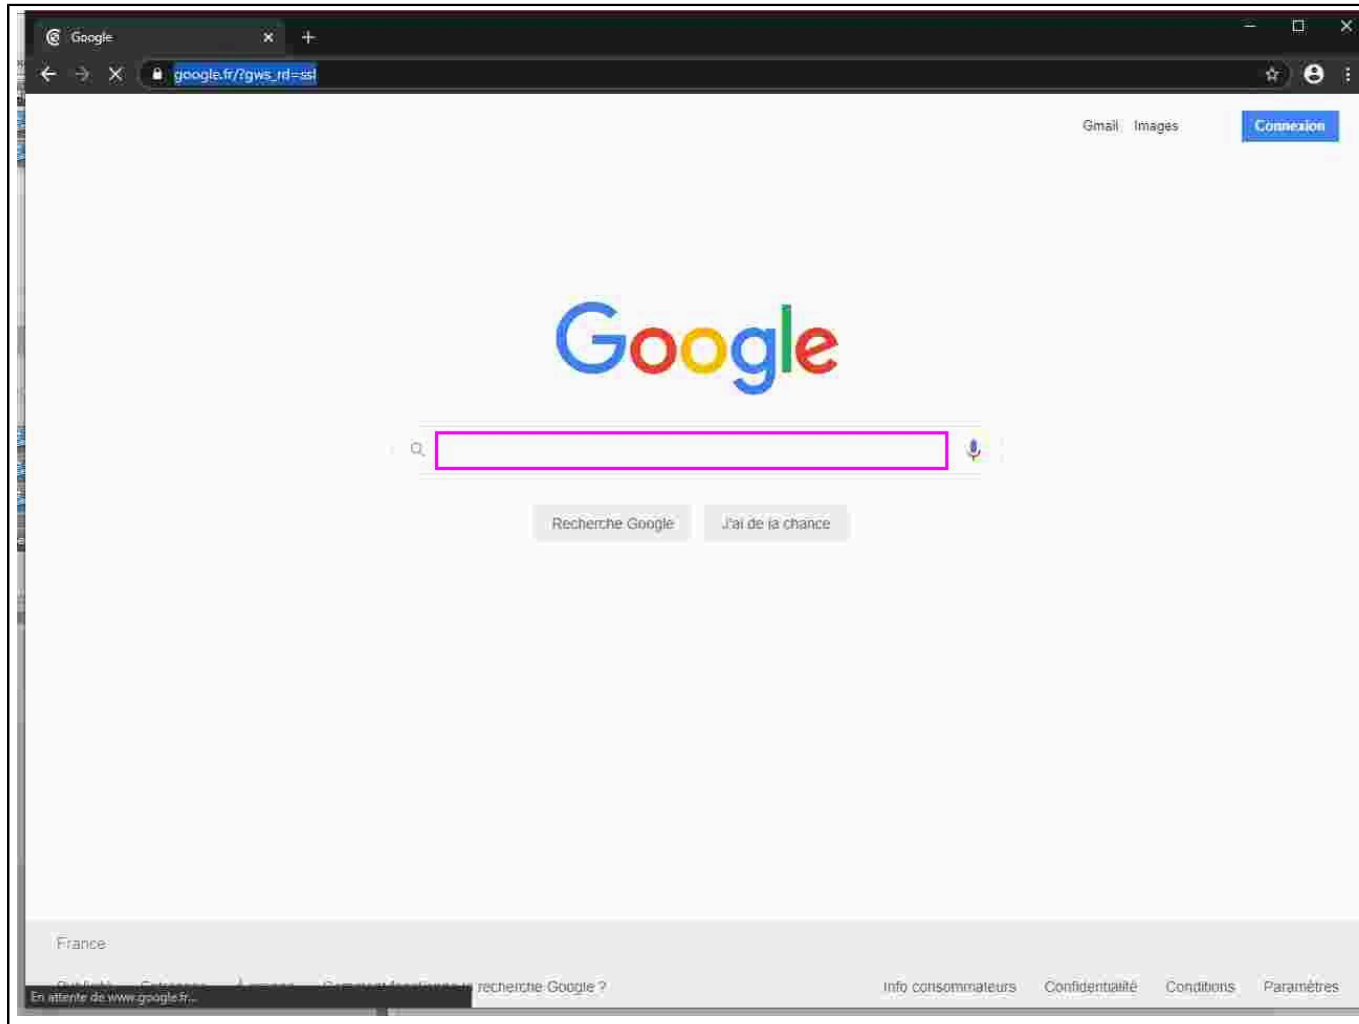 Google
google.fr/?gws_rd=ssl
Gmail Images Connexion
Google
Recherche Google J'ai de la chance
France
recherche Google ? Info consommateurs Confidentialité Conditions Paramètres
En attente de www.google.fr...